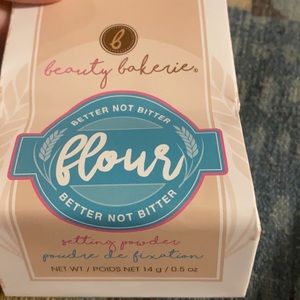 b
beauty bakerie®
BETTER NOT BITTER
flour
BETTER NOT BITTER
setting powder
poudre de fixation
NET WT / POIDS NET 14 g / 0.5 oz